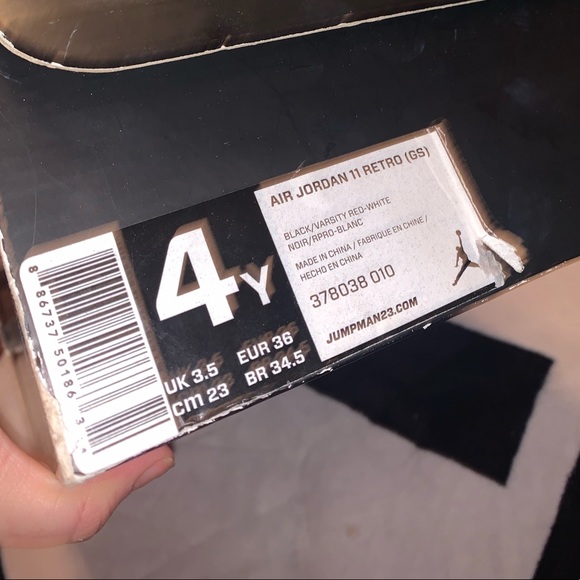 AIR JORDAN 11 RETRO (GS)
BLACK/VARSITY RED-WHITE
NOIR/RPRO-BLANC
MADE IN CHINA / FABRIQUE EN CHINE /
HECHO EN CHINA
378038 010
JUMPMAN23.COM
4Y
UK 3.5 EUR 36
CM 23 BR 34.5
8 86737 50186